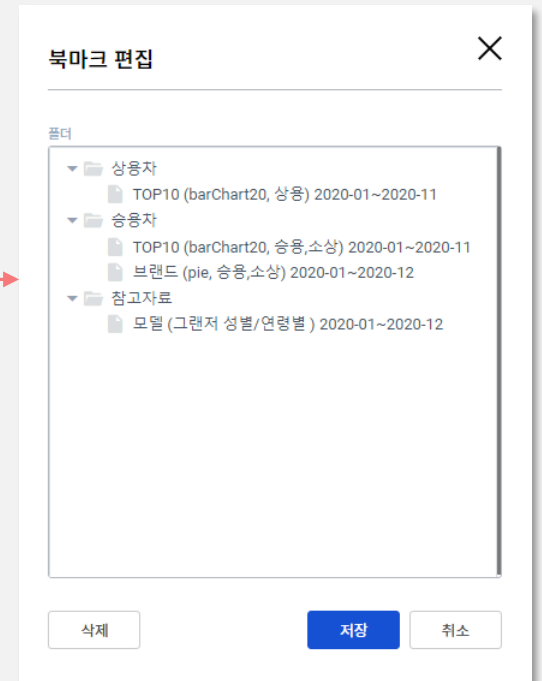 북마크 편집
폴더
상용차
TOP10 (barChart20, 상용) 2020-01~2020-11
승용차
TOP10 (barChart20, 승용,소상) 2020-01~2020-11
브랜드 (pie, 승용,소상) 2020-01~2020-12
참고자료
모델 (그랜저 성별/연령별 ) 2020-01~2020-12
삭제 저장 취소